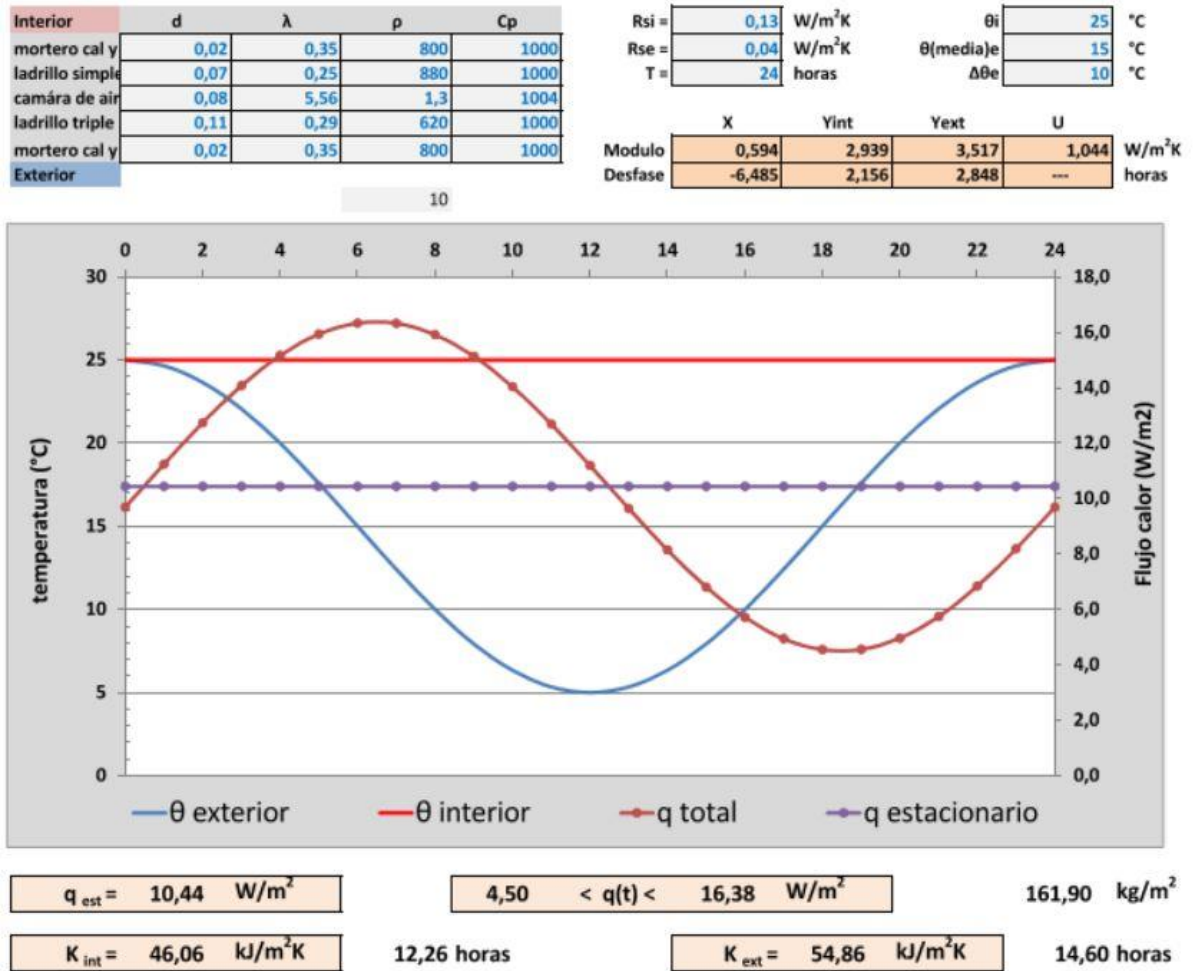 Interior d λ ρ Cp
mortero cal y 0,02 0,35 800 1000
ladrillo simple 0,07 0,25 880 1000
camára de air 0,08 5,56 1,3 1004
ladrillo triple 0,11 0,29 620 1000
mortero cal y 0,02 0,35 800 1000
Exterior
10
Rsi = 0,13 W/m²K θi 25 °C
Rse = 0,04 W/m²K θ(media)e 15 °C
T = 24 horas Δθe 10 °C
X Yint Yext U
Modulo 0,594 2,939 3,517 1,044 W/m²K
Desfase -6,485 2,156 2,848 --- horas
0 2 4 6 8 10 12 14 16 18 20 22 24
30
25
20
15
10
5
0
temperatura (°C)
18,0
16,0
14,0
12,0
10,0
8,0
6,0
4,0
2,0
0,0
Flujo calor (W/m2)
θ exterior θ interior q total q estacionario
q est = 10,44 W/m² 4,50 < q(t) < 16,38 W/m² 161,90 kg/m²
K int = 46,06 kJ/m²K 12,26 horas K ext = 54,86 kJ/m²K 14,60 horas